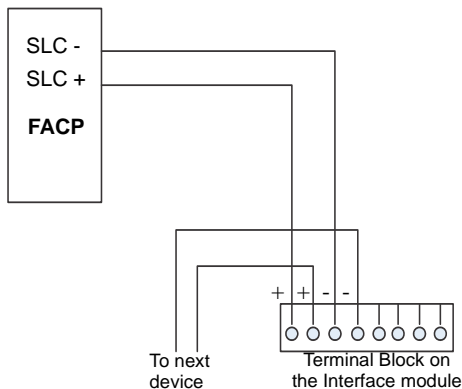 SLC -
SLC +
FACP
+ + - -
To next
device
Terminal Block on
the Interface module